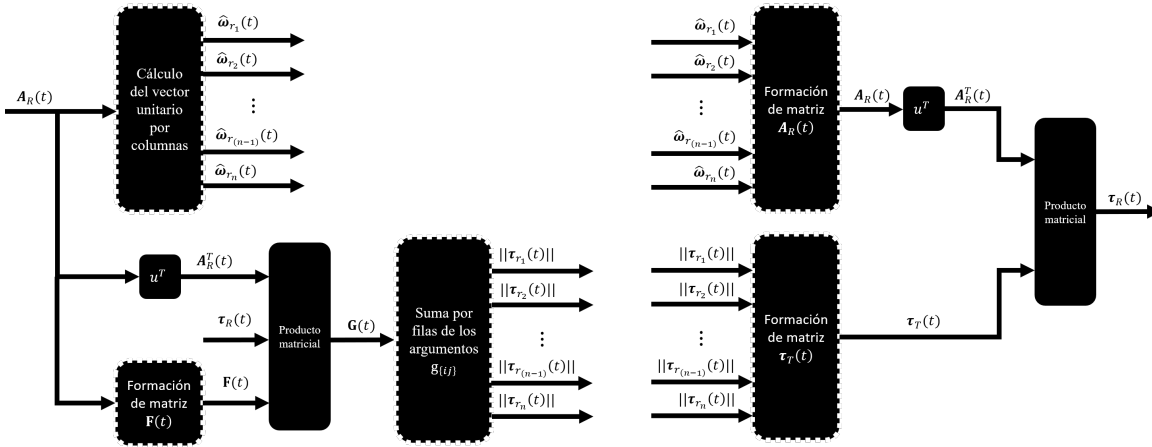 A_R(t)
Cálculo
del vector
unitario
por
columnas
ω̂_{r_1}(t)
ω̂_{r_2}(t)
⋮
ω̂_{r_{(n−1)}}(t)
ω̂_{r_n}(t)
u^T
A_R^T(t)
τ_R(t)
Formación
de matriz
F(t)
F(t)
Producto
matricial
G(t)
Suma por
filas de los
argumentos
g_{{ij}}
||τ_{r_1}(t)||
||τ_{r_2}(t)||
⋮
||τ_{r_{(n−1)}}(t)||
||τ_{r_n}(t)||
ω̂_{r_1}(t)
ω̂_{r_2}(t)
⋮
ω̂_{r_{(n−1)}}(t)
ω̂_{r_n}(t)
Formación
de matriz
A_R(t)
A_R(t)
u^T
A_R^T(t)
||τ_{r_1}(t)||
||τ_{r_2}(t)||
⋮
||τ_{r_{(n−1)}}(t)||
||τ_{r_n}(t)||
Formación
de matriz
τ_T(t)
τ_T(t)
Producto
matricial
τ_R(t)